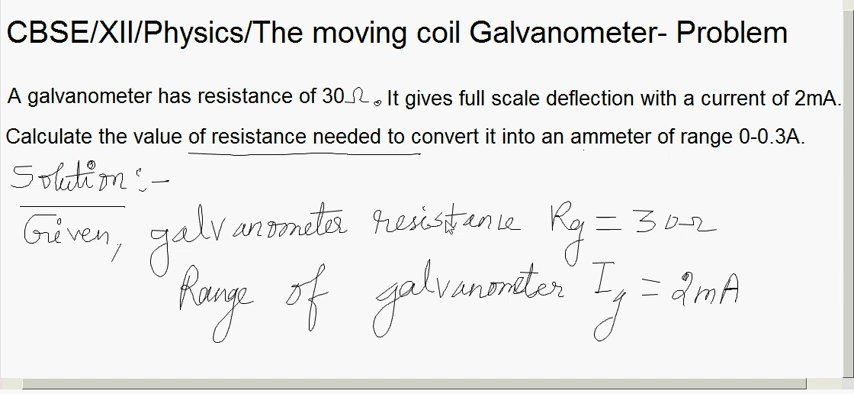 CBSE/XII/Physics/The moving coil Galvanometer- Problem
A galvanometer has resistance of 30Ω. It gives full scale deflection with a current of 2mA.
Calculate the value of resistance needed to convert it into an ammeter of range 0-0.3A.
Solution:-
Given, galvanometer resistance Rg = 30Ω
Range of galvanometer Ig = 2mA